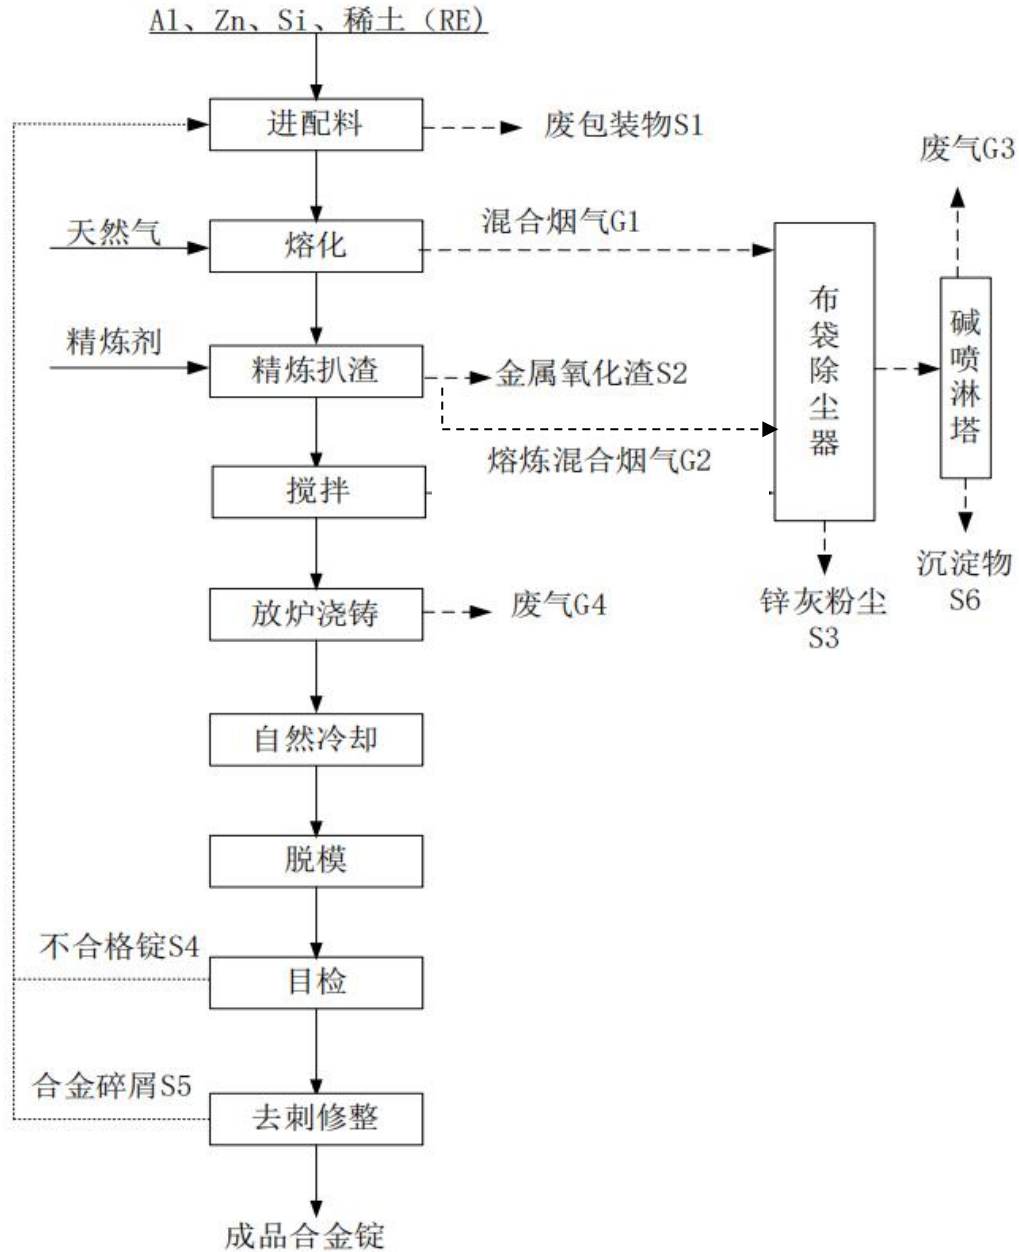 Al、Zn、Si、稀土（RE)
进配料
废包装物S1
废气G3
天然气
熔化
混合烟气G1
布袋除尘器
碱喷淋塔
精炼剂
精炼扒渣
金属氧化渣S2
熔炼混合烟气G2
搅拌
沉淀物
S6
放炉浇铸
废气G4
锌灰粉尘
S3
自然冷却
脱模
不合格锭S4
目检
合金碎屑S5
去刺修整
成品合金锭